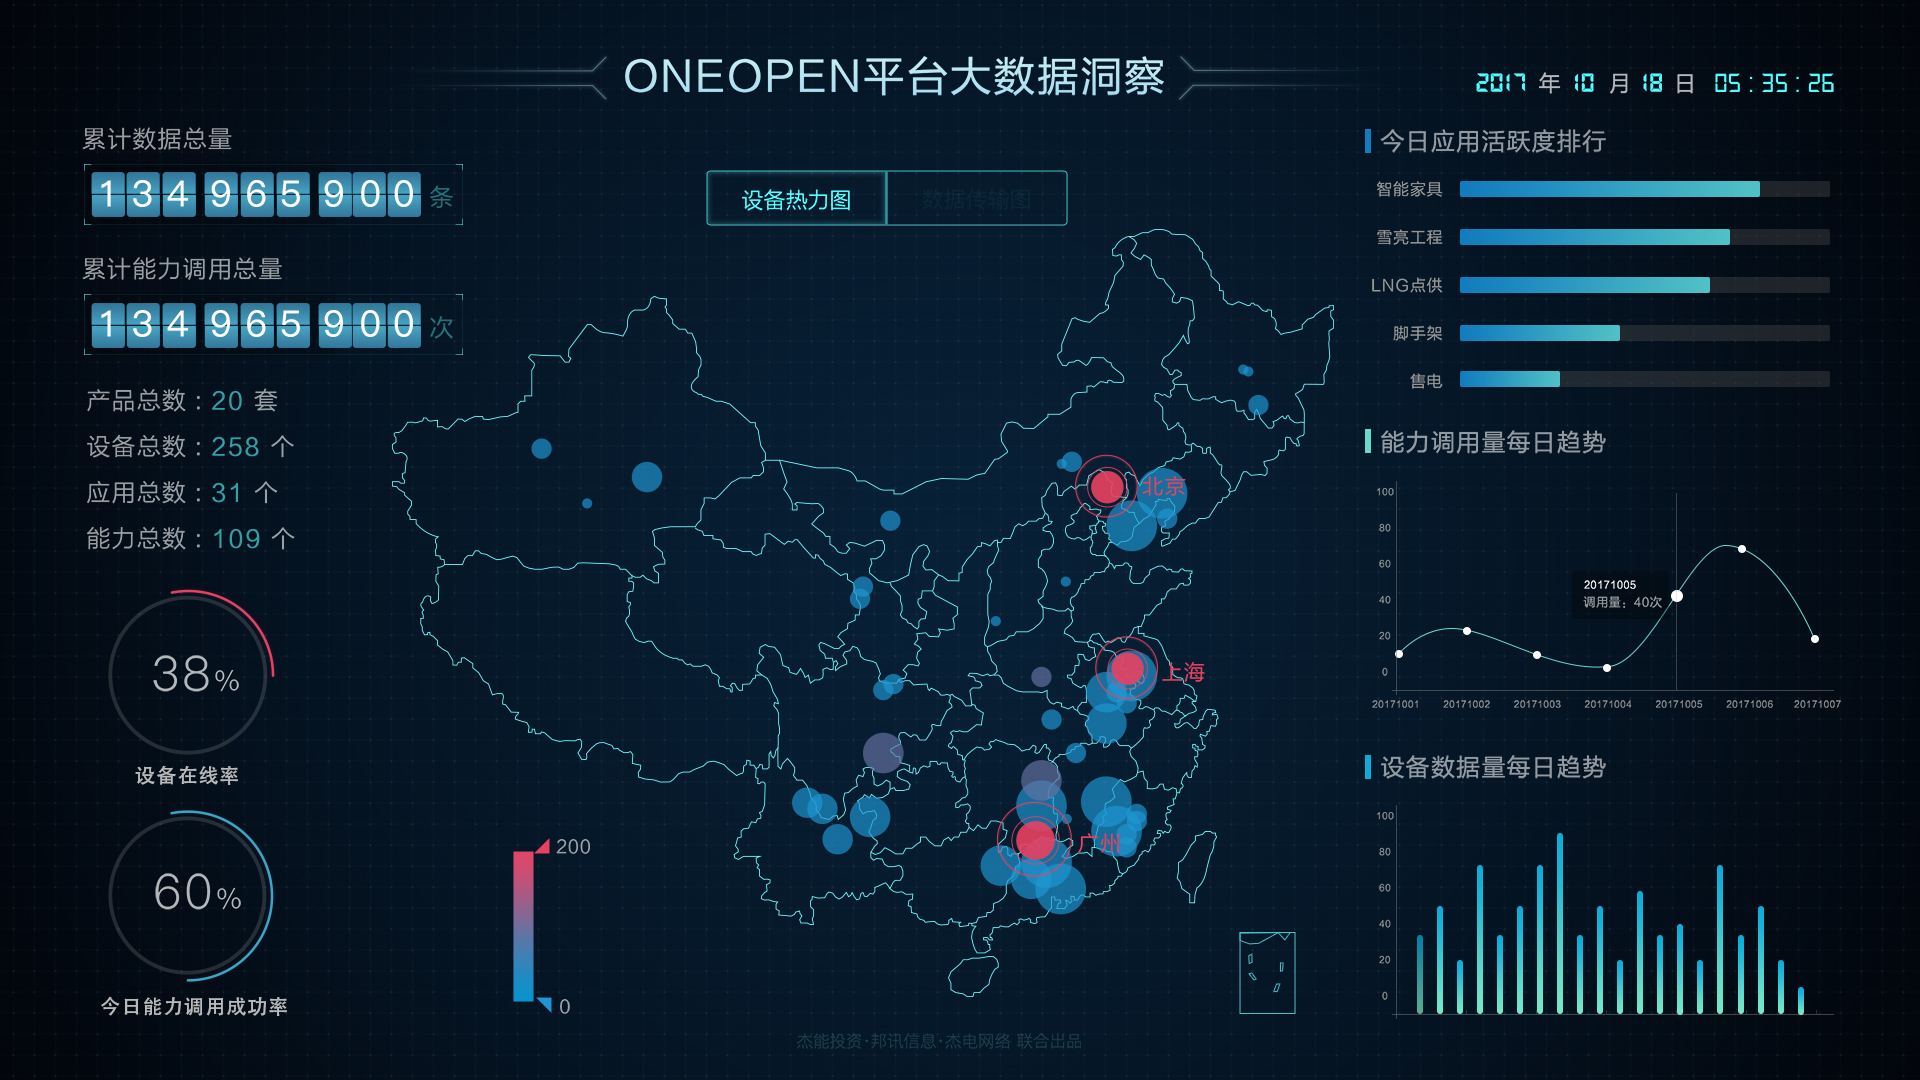 ONEOPEN平台大数据洞察
2017 年 10 月 18 日 05:35:26
累计数据总量
134 965 900 条
累计能力调用总量
134 965 900 次
产品总数：20 套
设备总数：258 个
应用总数：31 个
能力总数：109 个
38%
设备在线率
60%
今日能力调用成功率
设备热力图
数据传输图
北京
上海
广州
200
0
杰能投资·邦讯信息·杰电网络 联合出品
今日应用活跃度排行
智能家具
雪亮工程
LNG点供
脚手架
售电
能力调用量每日趋势
100
80
60
40
20
0
20171005
调用量：40次
20171001 20171002 20171003 20171004 20171005 20171006 20171007
设备数据量每日趋势
100
80
60
40
20
0